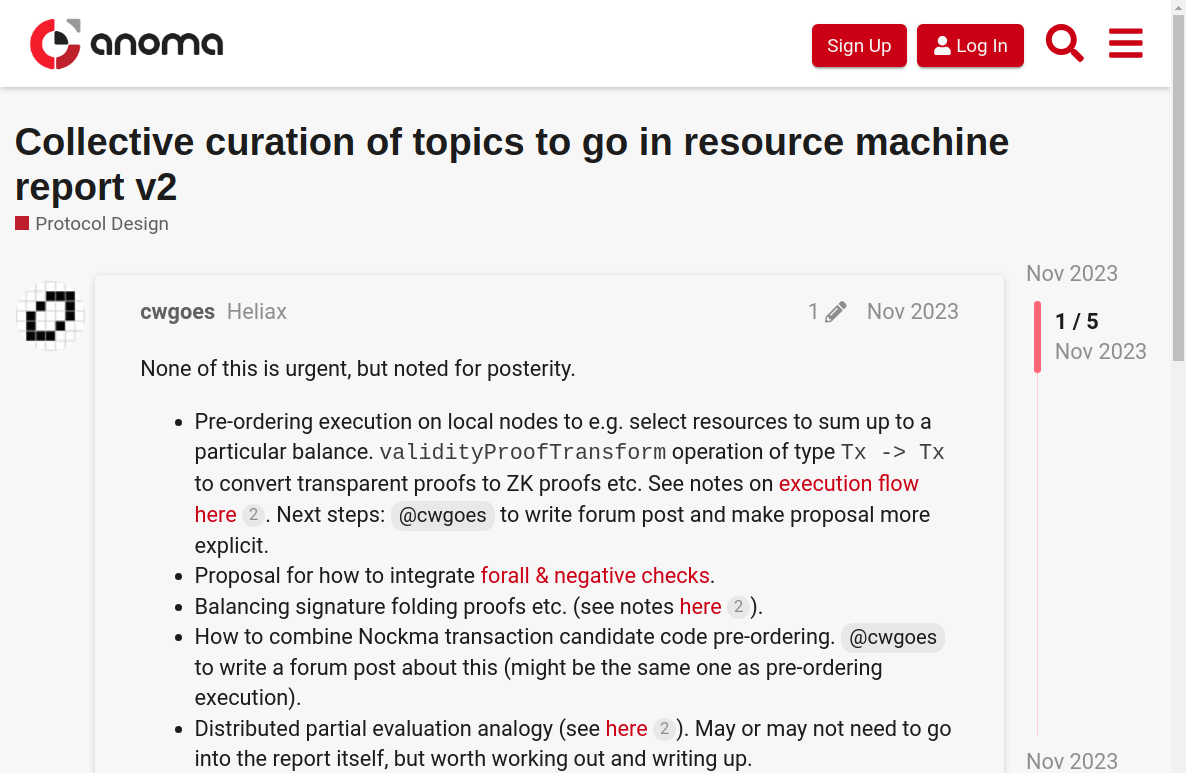 anoma
Sign Up
Log In
Collective curation of topics to go in resource machine
report v2
Protocol Design
Nov 2023
cwgoes Heliax
1
Nov 2023
1 / 5
Nov 2023
None of this is urgent, but noted for posterity.
• Pre-ordering execution on local nodes to e.g. select resources to sum up to a
particular balance. validityProofTransform operation of type Tx -> Tx
to convert transparent proofs to ZK proofs etc. See notes on execution flow
here 2. Next steps: @cwgoes to write forum post and make proposal more
explicit.
• Proposal for how to integrate forall & negative checks.
• Balancing signature folding proofs etc. (see notes here 2).
• How to combine Nockma transaction candidate code pre-ordering. @cwgoes
to write a forum post about this (might be the same one as pre-ordering
execution).
• Distributed partial evaluation analogy (see here 2). May or may not need to go
into the report itself, but worth working out and writing up.
Nov 2023